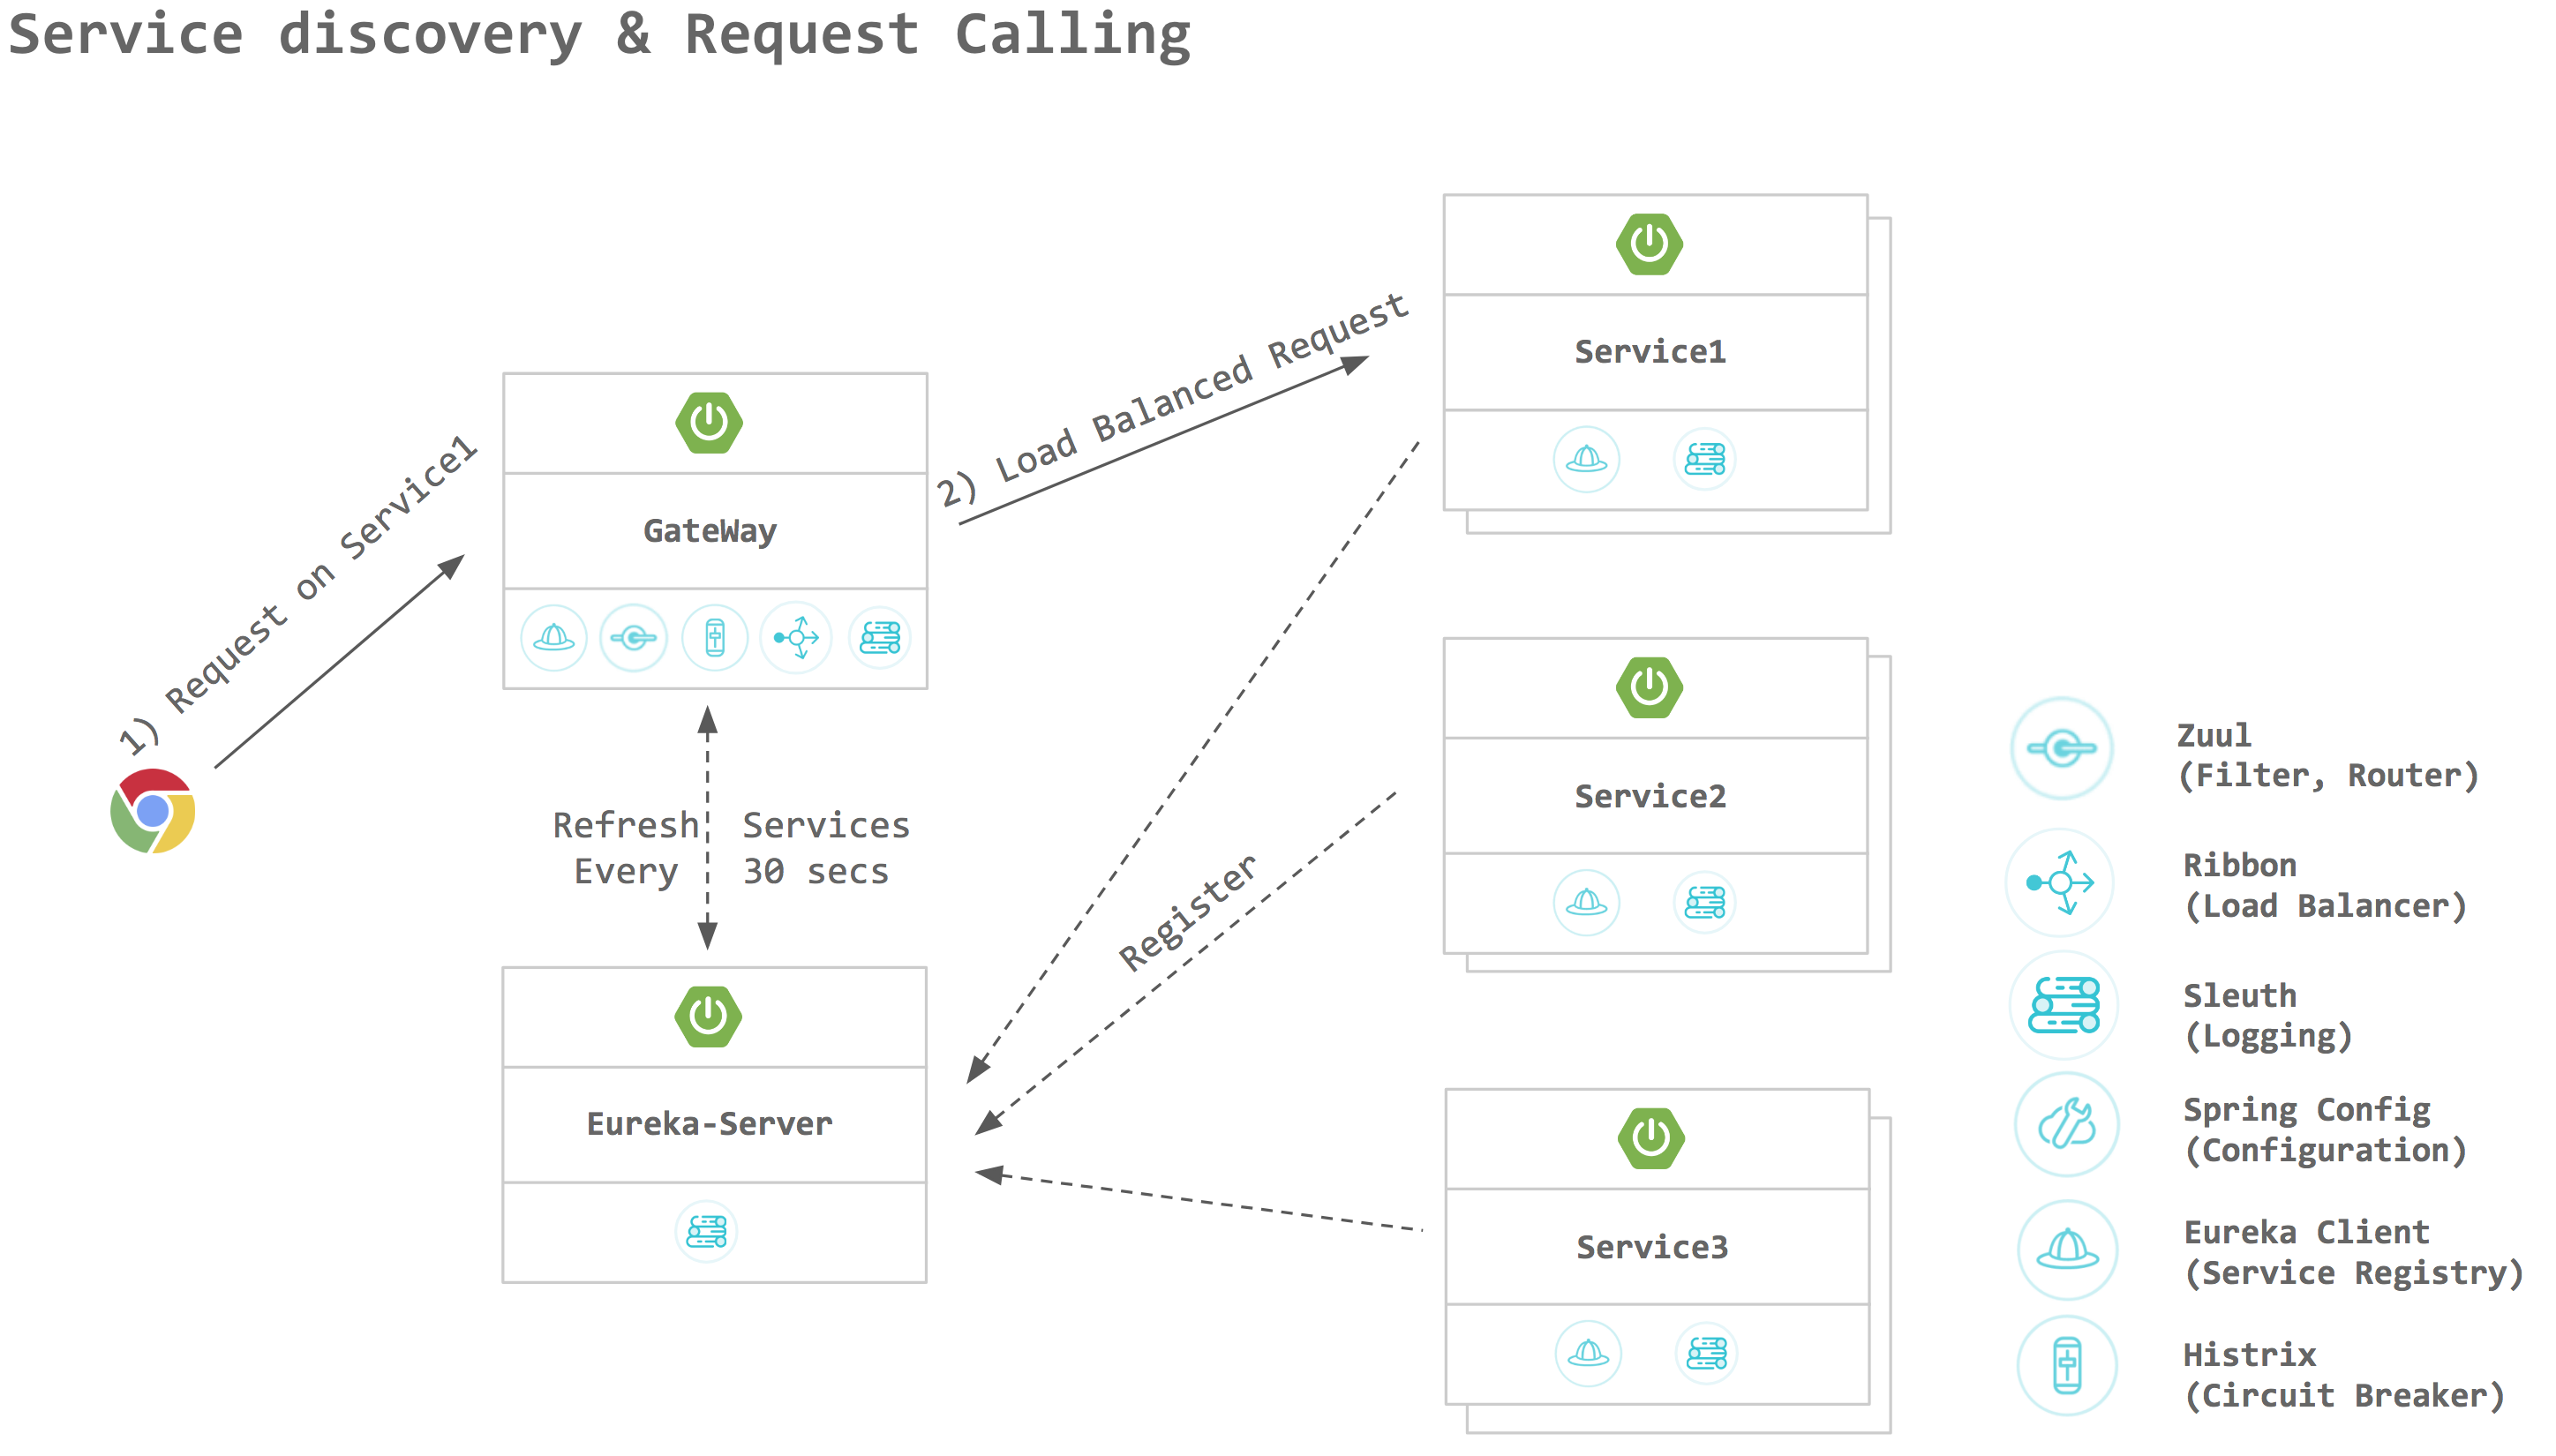 Service discovery & Request Calling
1) Request on Service1
GateWay
2) Load Balanced Request
Service1
Refresh Services
Every 30 secs
Service2
Register
Eureka-Server
Service3
Zuul
(Filter, Router)
Ribbon
(Load Balancer)
Sleuth
(Logging)
Spring Config
(Configuration)
Eureka Client
(Service Registry)
Histrix
(Circuit Breaker)